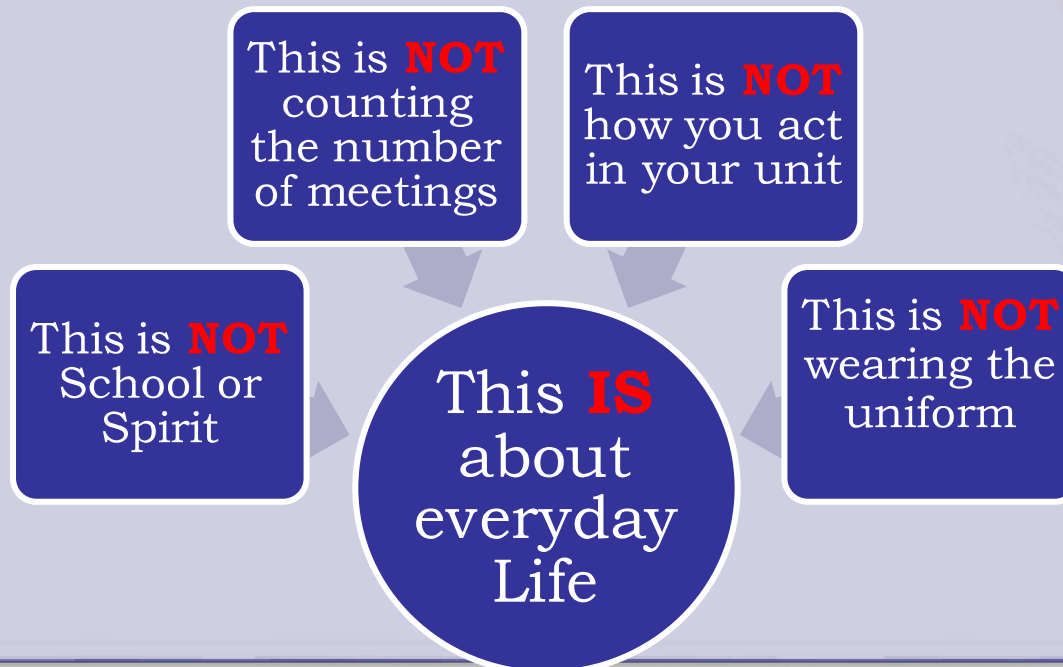 This is NOT
counting
the number
of meetings
This is NOT
how you act
in your unit
This is NOT
School or
Spirit
This is NOT
wearing the
uniform
This IS
about
everyday
Life